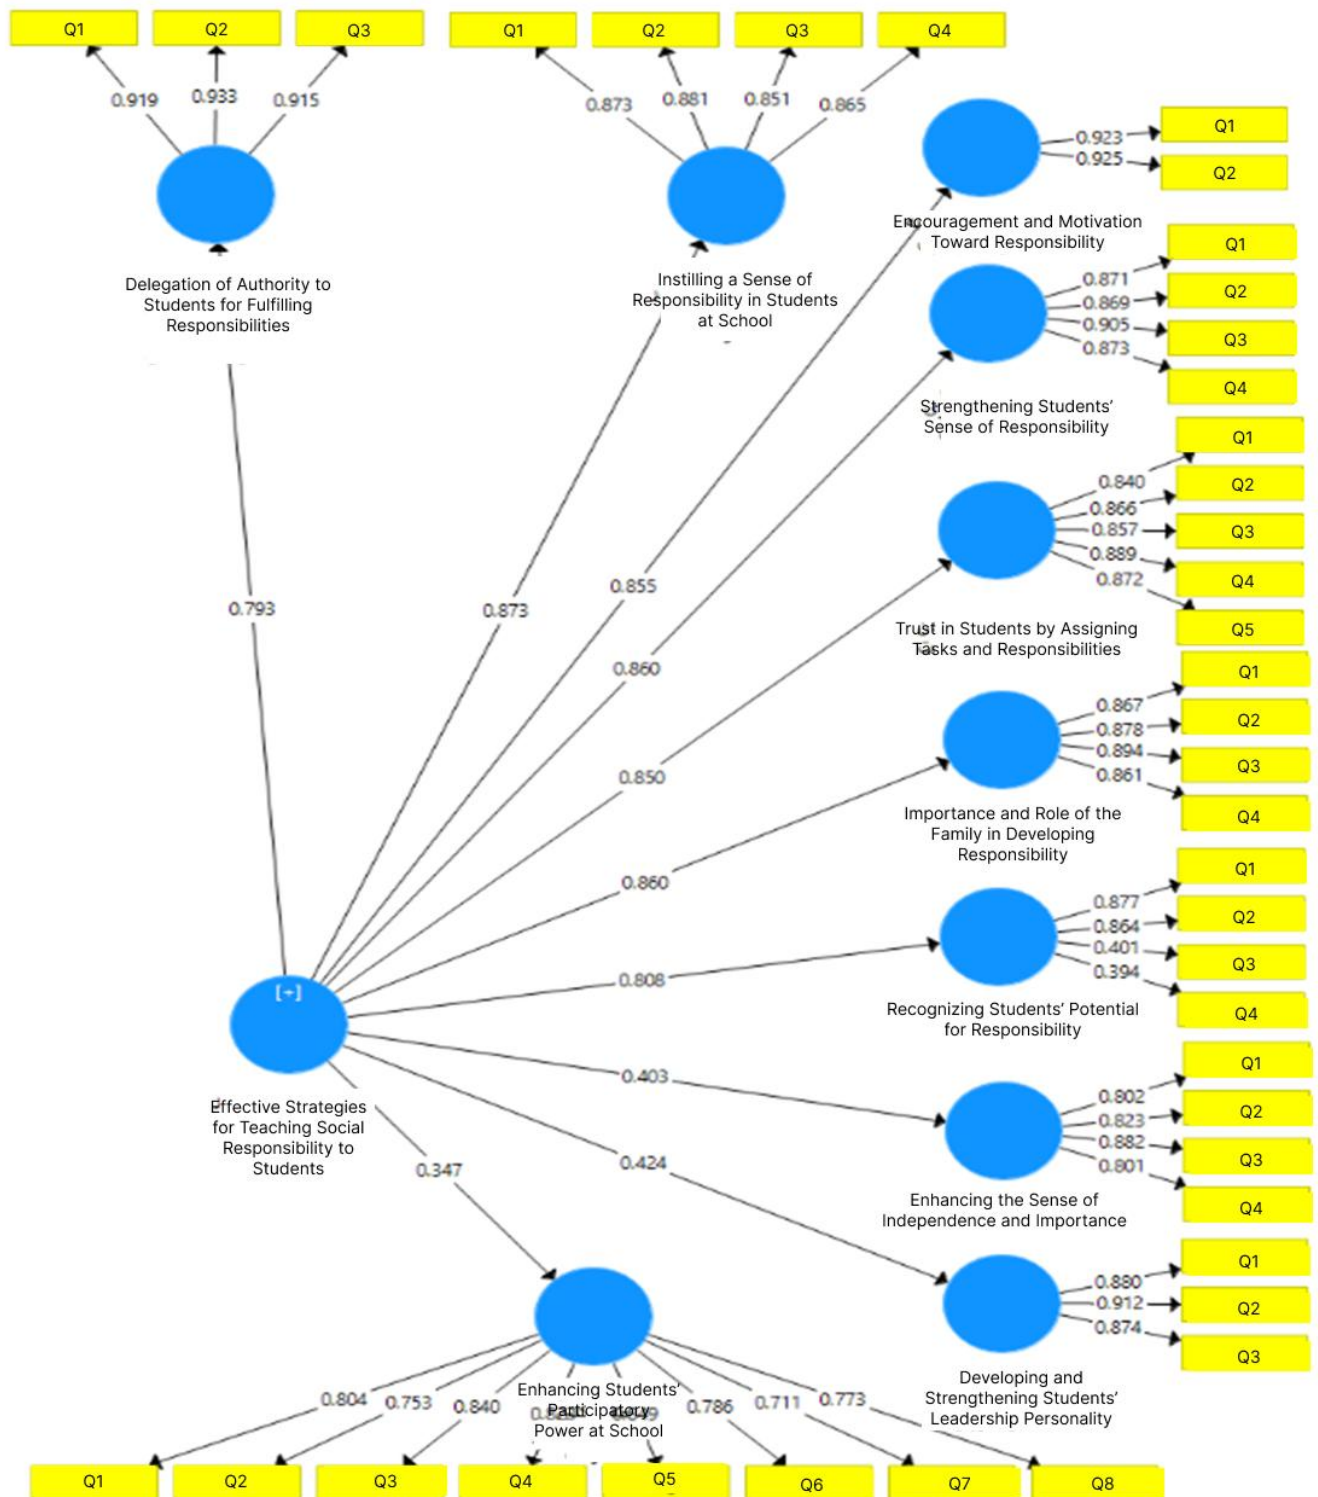 Q1 Q2 Q3 Q1 Q2 Q3 Q4
0.919 0.933 0.915 0.873 0.881 0.851 0.865
Delegation of Authority to
Students for Fulfilling
Responsibilities
Instilling a Sense of
Responsibility in Students
at School
0.923 Q1
0.925 Q2
Encouragement and Motivation
Toward Responsibility
0.871 Q1
0.869 Q2
0.905 Q3
0.873 Q4
Strengthening Students'
Sense of Responsibility
0.840 Q1
0.866 Q2
0.857 Q3
0.889 Q4
0.872 Q5
Trust in Students by Assigning
Tasks and Responsibilities
0.867 Q1
0.878 Q2
0.894 Q3
0.861 Q4
Importance and Role of the
Family in Developing
Responsibility
0.877 Q1
0.864 Q2
0.401 Q3
0.394 Q4
Recognizing Students' Potential
for Responsibility
0.802 Q1
0.823 Q2
0.882 Q3
0.801 Q4
Enhancing the Sense of
Independence and Importance
0.880 Q1
0.912 Q2
0.874 Q3
Developing and
Strengthening Students'
Leadership Personality
0.793
0.873
0.855
0.860
0.850
0.860
0.808
0.403
0.424
0.347
[+]
Effective Strategies
for Teaching Social
Responsibility to
Students
Enhancing Students'
Participatory
Power at School
0.804 0.753 0.840 0.786 0.711 0.773
Q1 Q2 Q3 Q4 Q5 Q6 Q7 Q8